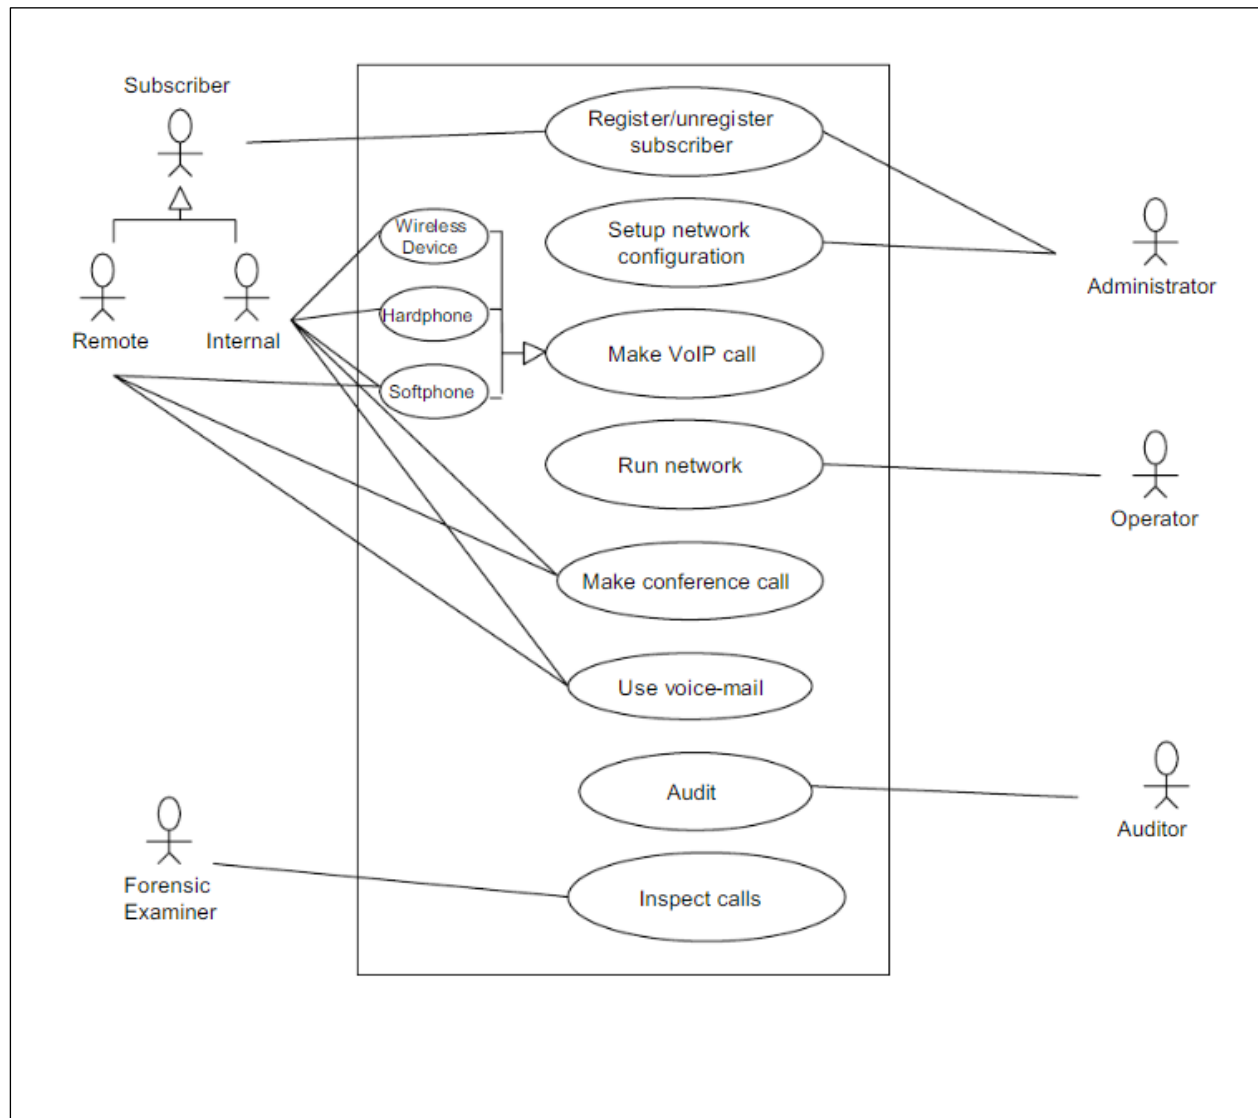 Subscriber
Register/unregister
subscriber
Wireless
Device
Setup network
configuration
Administrator
Hardphone
Remote
Internal
Make VoIP call
Softphone
Run network
Operator
Make conference call
Use voice-mail
Audit
Auditor
Forensic
Examiner
Inspect calls